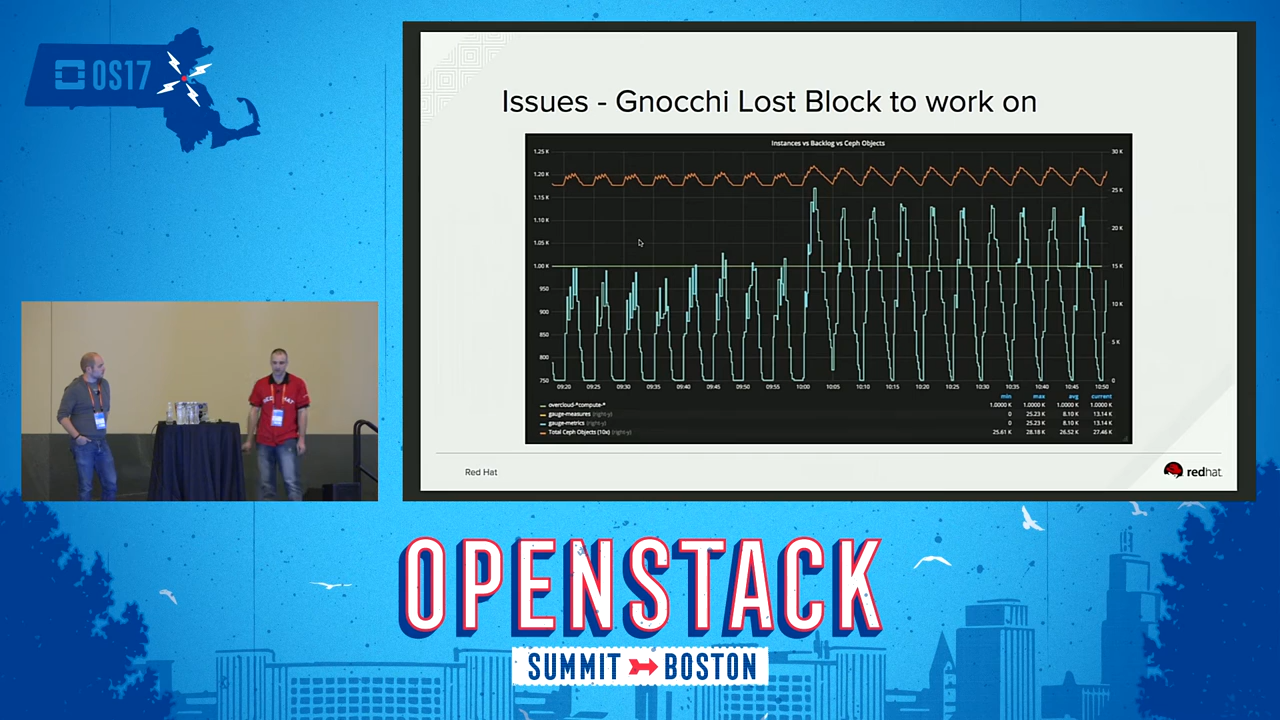 OS17
Issues - Gnocchi Lost Block to work on
Instances vs Backlog vs Ceph Objects
1.25 K
1.20 K
1.15 K
1.10 K
1.05 K
1.00 K
950
900
850
800
750
30 K
25 K
20 K
15 K
10 K
5 K
0
09:20 09:25 09:30 09:35 09:40 09:45 09:50 09:55 10:00 10:05 10:10 10:15 10:20 10:25 10:30 10:35 10:40 10:45 10:50
min max avg current
overcloud-*compute-* 1.0000 K 1.0000 K 1.0000 K 1.0000 K
gauge-measures (right-y) 0 25.23 K 8.10 K 13.14 K
gauge-metrics (right-y) 0 25.23 K 8.10 K 13.14 K
Total Ceph Objects (10x) (right-y) 25.61 K 28.18 K 26.52 K 27.46 K
Red Hat
redhat
OPENSTACK
SUMMIT BOSTON